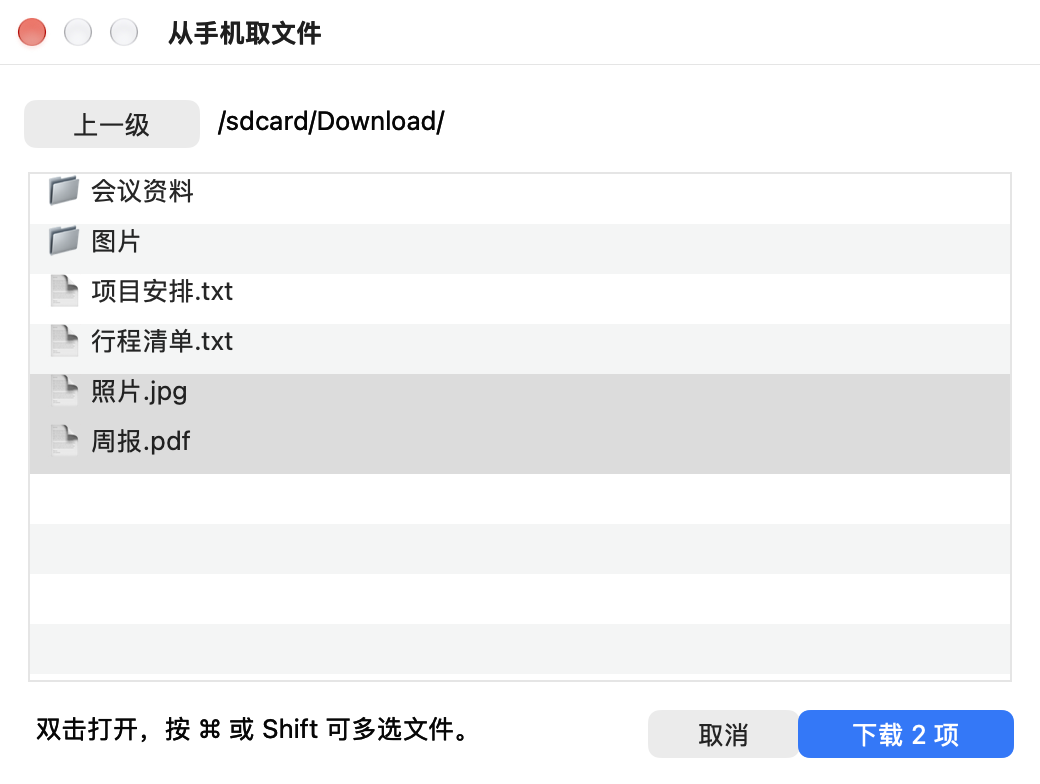 从手机取文件
上一级 /sdcard/Download/
会议资料
图片
项目安排.txt
行程清单.txt
照片.jpg
周报.pdf
双击打开，按 ⌘ 或 Shift 可多选文件。 取消 下载 2 项